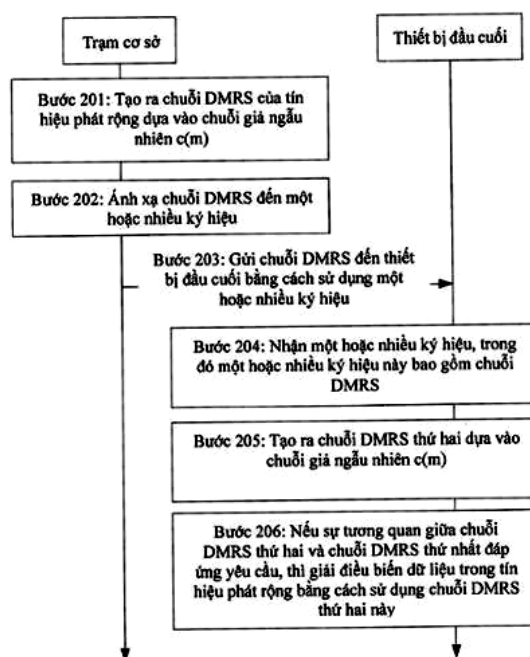 Trạm cơ sở
Thiết bị đầu cuối
Bước 201: Tạo ra chuỗi DMRS của tín
hiệu phát rộng dựa vào chuỗi giả ngẫu
nhiên c(m)
Bước 202: Ánh xạ chuỗi DMRS đến một
hoặc nhiều ký hiệu
Bước 203: Gửi chuỗi DMRS đến thiết
bị đầu cuối bằng cách sử dụng một
hoặc nhiều ký hiệu
Bước 204: Nhận một hoặc nhiều ký hiệu, trong
đó một hoặc nhiều ký hiệu này bao gồm chuỗi
DMRS
Bước 205: Tạo ra chuỗi DMRS thứ hai dựa vào
chuỗi giả ngẫu nhiên c(m)
Bước 206: Nếu sự tương quan giữa chuỗi
DMRS thứ hai và chuỗi DMRS thứ nhất đáp
ứng yêu cầu, thì giải điều biến dữ liệu trong tín
hiệu phát rộng bằng cách sử dụng chuỗi DMRS
thứ hai này